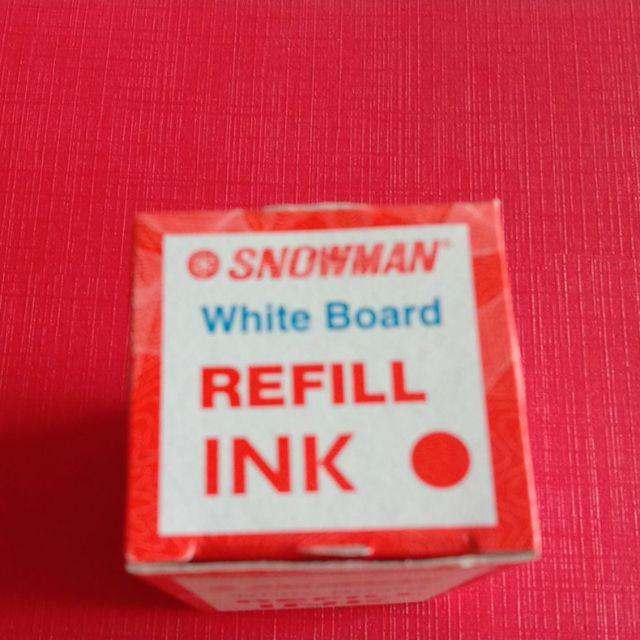 SNOWMAN
White Board
REFILL
INK